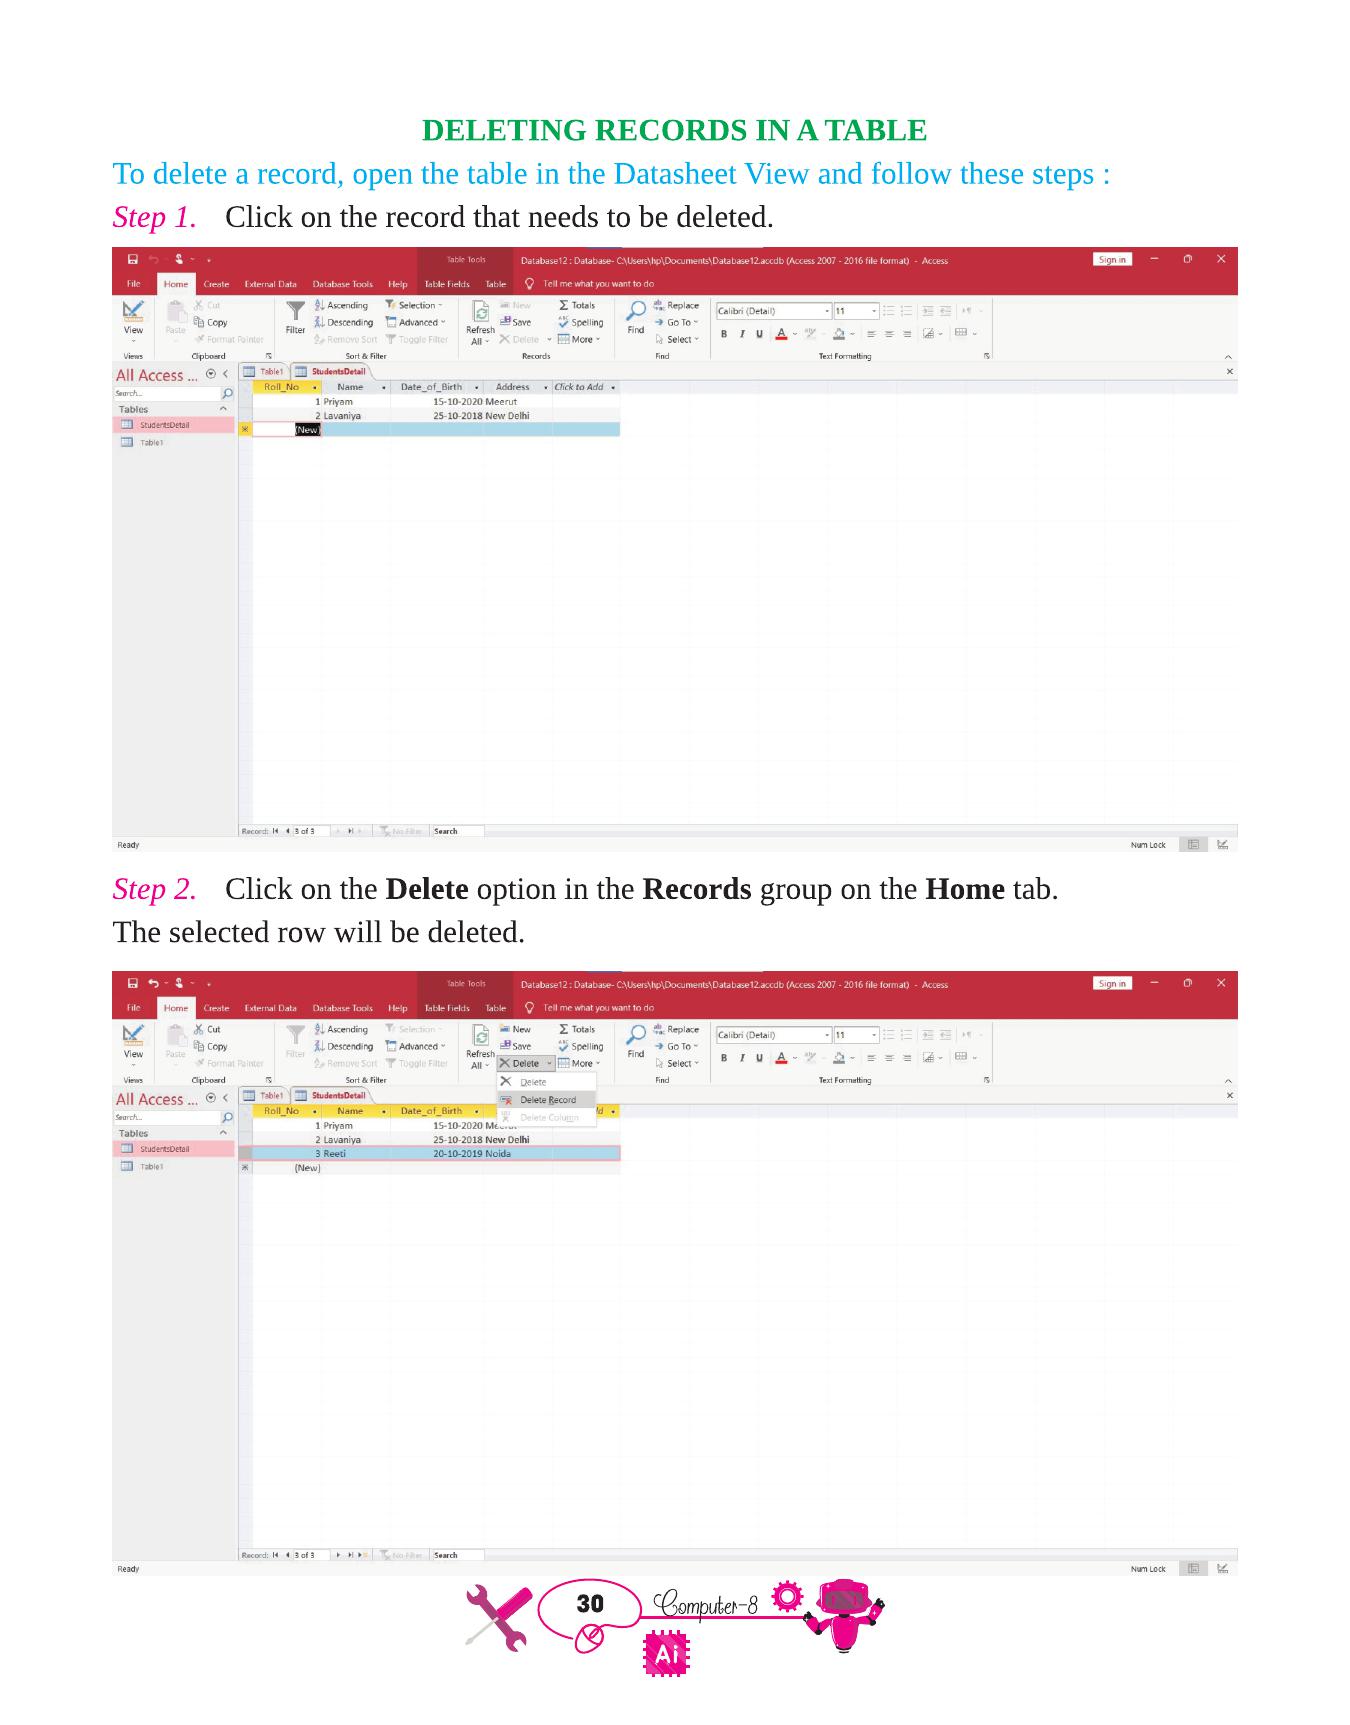 DELETING RECORDS IN A TABLE
To delete a record, open the table in the Datasheet View and follow these steps :
Step 1. Click on the record that needs to be deleted.
Table Tools Database12 : Database- C:\Users\hp\Documents\Database12.accdb (Access 2007 - 2016 file format) - Access Sign in
File Home Create External Data Database Tools Help Table Fields Table Tell me what you want to do
Cut Ascending Selection New Totals Replace Calibri (Detail) 11
View Paste Copy Filter Descending Advanced Refresh All Save Spelling Find Go To B I U A
Format Painter Remove Sort Toggle Filter Delete More Select
Views Clipboard Sort & Filter Records Find Text Formatting
All Access ... Table1 StudentsDetail
Search... Roll_No Name Date_of_Birth Address Click to Add
Tables 1 Priyam 15-10-2020 Meerut
StudentsDetail 2 Lavaniya 25-10-2018 New Delhi
(New)
Table1
Record: 3 of 3 No Filter Search
Ready Num Lock
Step 2. Click on the Delete option in the Records group on the Home tab.
The selected row will be deleted.
Table Tools Database12 : Database- C:\Users\hp\Documents\Database12.accdb (Access 2007 - 2016 file format) - Access Sign in
File Home Create External Data Database Tools Help Table Fields Table Tell me what you want to do
Cut Ascending Selection New Totals Replace Calibri (Detail) 11
View Paste Copy Filter Descending Advanced Refresh All Save Spelling Find Go To B I U A
Format Painter Remove Sort Toggle Filter Delete More Select
Views Clipboard Sort & Filter Delete Find Text Formatting
All Access ... Table1 StudentsDetail Delete Record
Search... Roll_No Name Date_of_Birth Delete Column
Tables 1 Priyam 15-10-2020
StudentsDetail 2 Lavaniya 25-10-2018 New Delhi
3 Reeti 20-10-2019 Noida
Table1 (New)
Record: 3 of 3 No Filter Search
Ready Num Lock
30 Computer-8
Ai